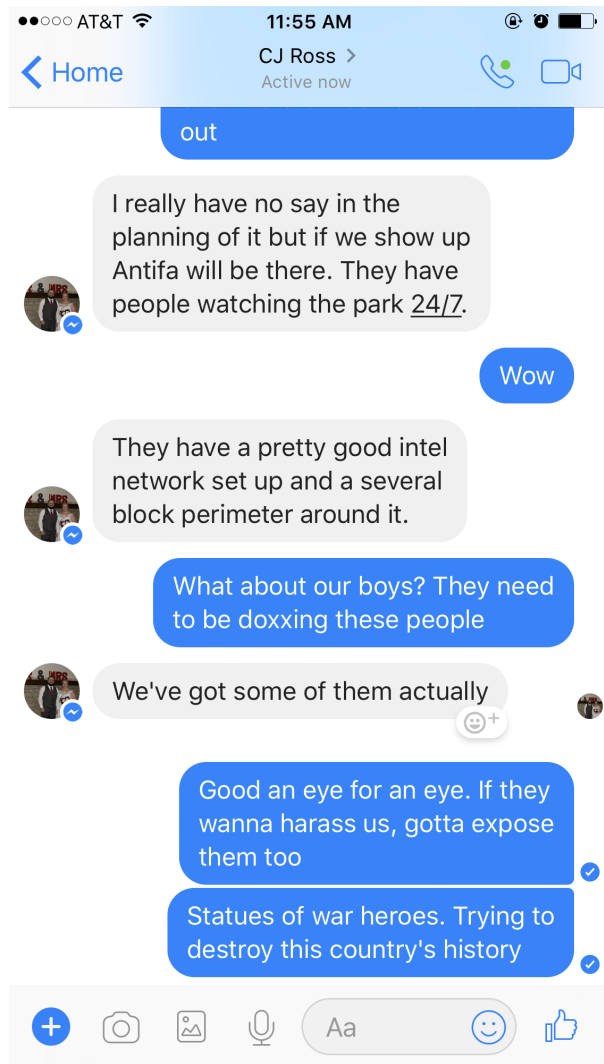 AT&T
11:55 AM
Home
CJ Ross
Active now
out
I really have no say in the
planning of it but if we show up
Antifa will be there. They have
people watching the park 24/7.
Wow
They have a pretty good intel
network set up and a several
block perimeter around it.
What about our boys? They need
to be doxxing these people
We've got some of them actually
Good an eye for an eye. If they
wanna harass us, gotta expose
them too
Statues of war heroes. Trying to
destroy this country's history
Aa